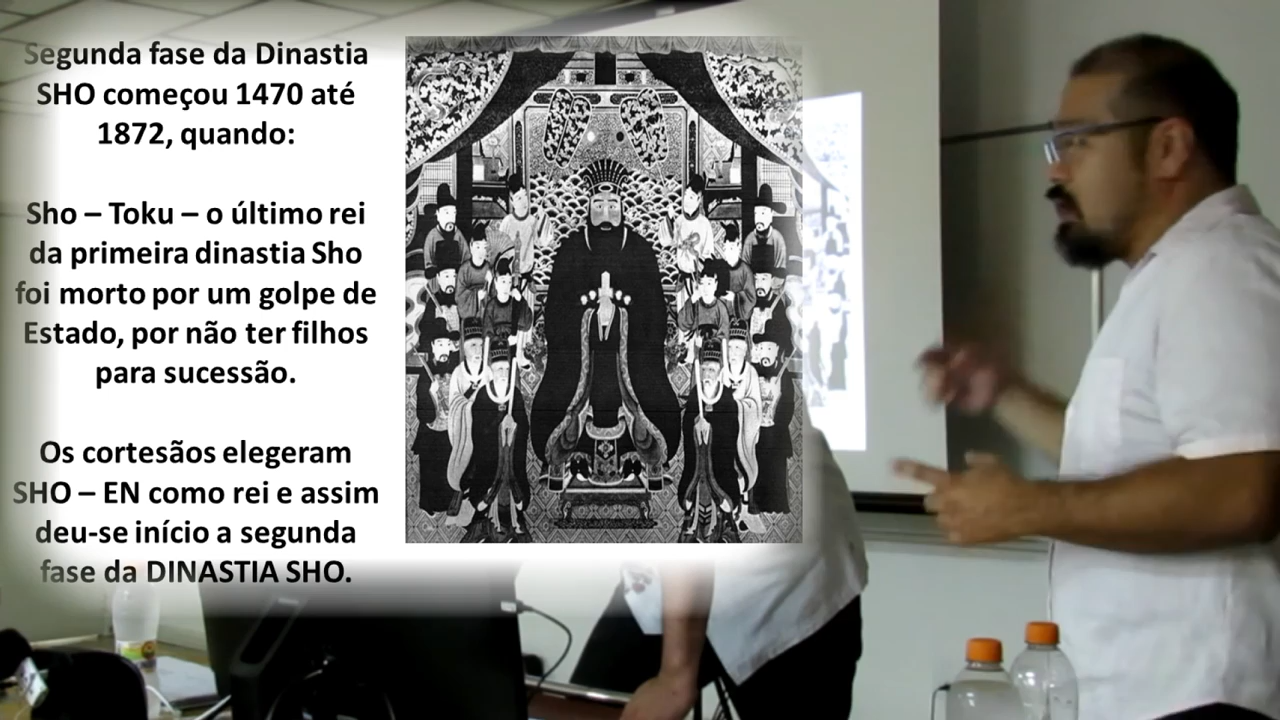 Segunda fase da Dinastia
SHO começou 1470 até
1872, quando:
Sho – Toku – o último rei
da primeira dinastia Sho
foi morto por um golpe de
Estado, por não ter filhos
para sucessão.
Os cortesãos elegeram
SHO – EN como rei e assim
deu-se início a segunda
fase da DINASTIA SHO.